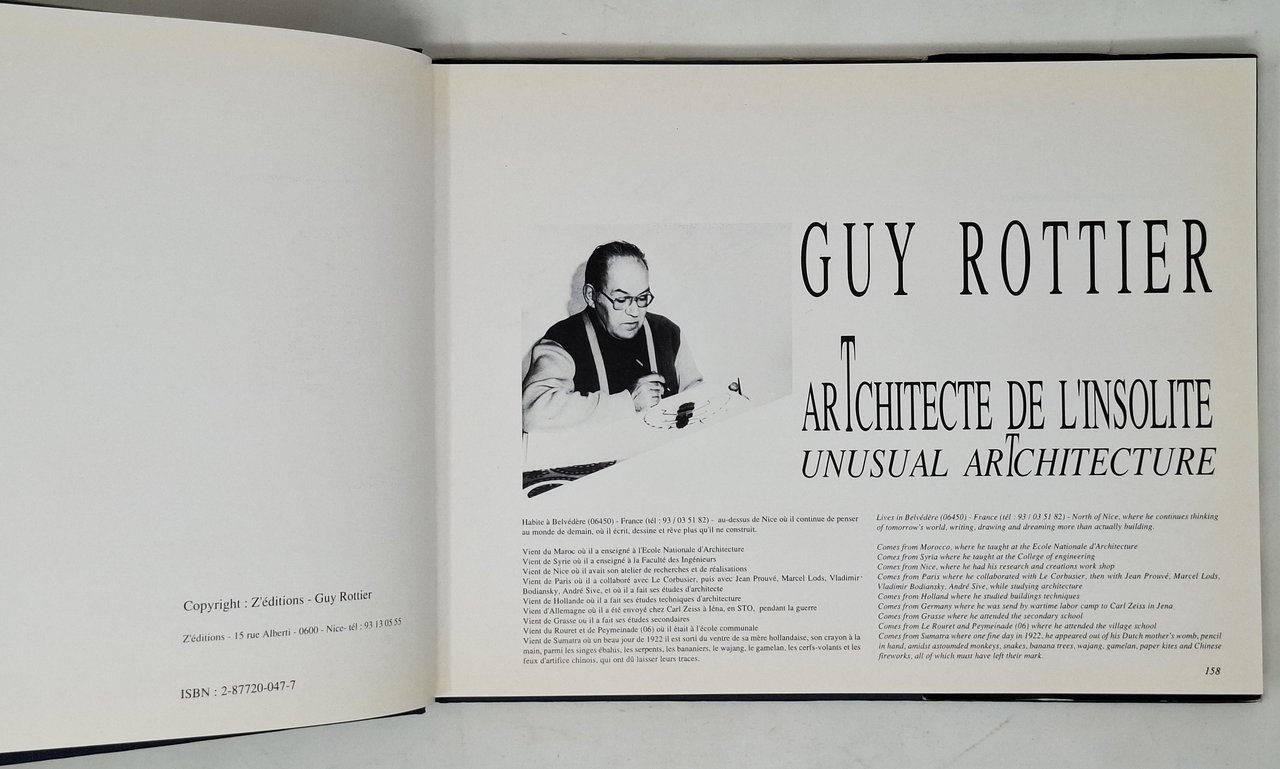 Copyright : Z'éditions - Guy Rottier
Z'éditions - 15 rue Alberti - 0600 - Nice- tél : 93 13 05 55
ISBN : 2-87720-047-7
GUY ROTTIER
ARTCHITECTE DE L'INSOLITE
UNUSUAL ARTCHITECTURE
Habite à Belvédère (06450) - France (tél : 93 / 03 51 82) - au-dessus de Nice où il continue de penser
au monde de demain, où il écrit, dessine et rêve plus qu'il ne construit.
Vient du Maroc où il a enseigné à l'Ecole Nationale d'Architecture
Vient de Syrie où il a enseigné à la Faculté des Ingénieurs
Vient de Nice où il avait son atelier de recherches et de réalisations
Vient de Paris où il a collaboré avec Le Corbusier, puis avec Jean Prouvé, Marcel Lods, Vladimir
Bodiansky, André Sive, et où il a fait ses études d'architecte
Vient de Hollande où il a fait ses études techniques d'architecture
Vient d'Allemagne où il a été envoyé chez Carl Zeiss à Iéna, en STO, pendant la guerre
Vient de Grasse où il a fait ses études secondaires
Vient du Rouret et de Peymeinade (06) où il était à l'école communale
Vient de Sumatra où un beau jour de 1922 il est sorti du ventre de sa mère hollandaise, son crayon à la
main, parmi les singes ébahis, les serpents, les bananiers, le wajang, le gamelan, les cerfs-volants et les
feux d'artifice chinois, qui ont dû laisser leurs traces.
Lives in Belvédère (06450) - France (tél : 93 / 03 51 82) - North of Nice, where he continues thinking
of tomorrow's world, writing, drawing and dreaming more than actually building.
Comes from Morocco, where he taught at the Ecole Nationale d'Architecture
Comes from Syria where he taught at the College of engineering
Comes from Nice, where he had his research and creations work shop
Comes from Paris where he collaborated with Le Corbusier, then with Jean Prouvé, Marcel Lods,
Vladimir Bodiansky, André Sive, while studying architecture
Comes from Holland where he studied buildings techniques
Comes from Germany where he was send by wartime labor camp to Carl Zeiss in Jena
Comes from Grasse where he attended the secondary school
Comes from Le Rouret and Peymeinade (06) where he attended the village school
Comes from Sumatra where one fine day in 1922, he appeared out of his Dutch mother's womb, pencil
in hand, amidst astounded monkeys, snakes, banana trees, wajang, gamelan, paper kites and Chinese
fireworks, all of which must have left their mark.
158